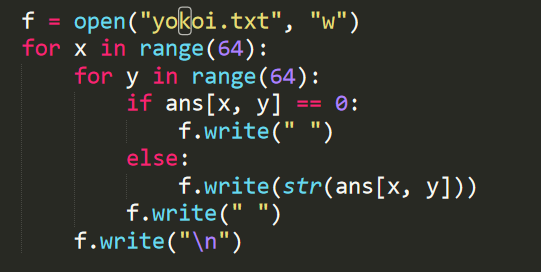 f = open("yokoi.txt", "w")
for x in range(64):
    for y in range(64):
        if ans[x, y] == 0:
            f.write(" ")
        else:
            f.write(str(ans[x, y]))
        f.write(" ")
    f.write("\n")